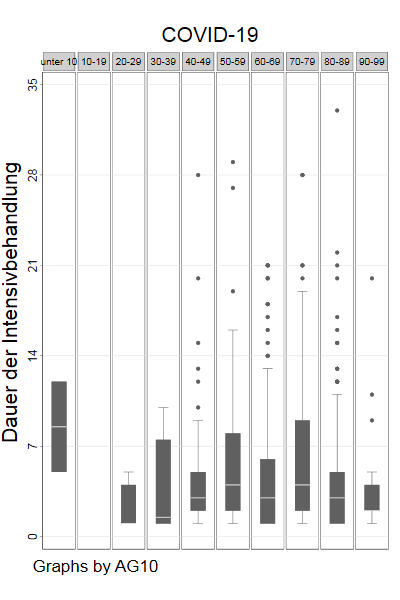 COVID-19
unter 10 10-19 20-29 30-39 40-49 50-59 60-69 70-79 80-89 90-99
Dauer der Intensivbehandlung
35
28
21
14
7
0
Graphs by AG10